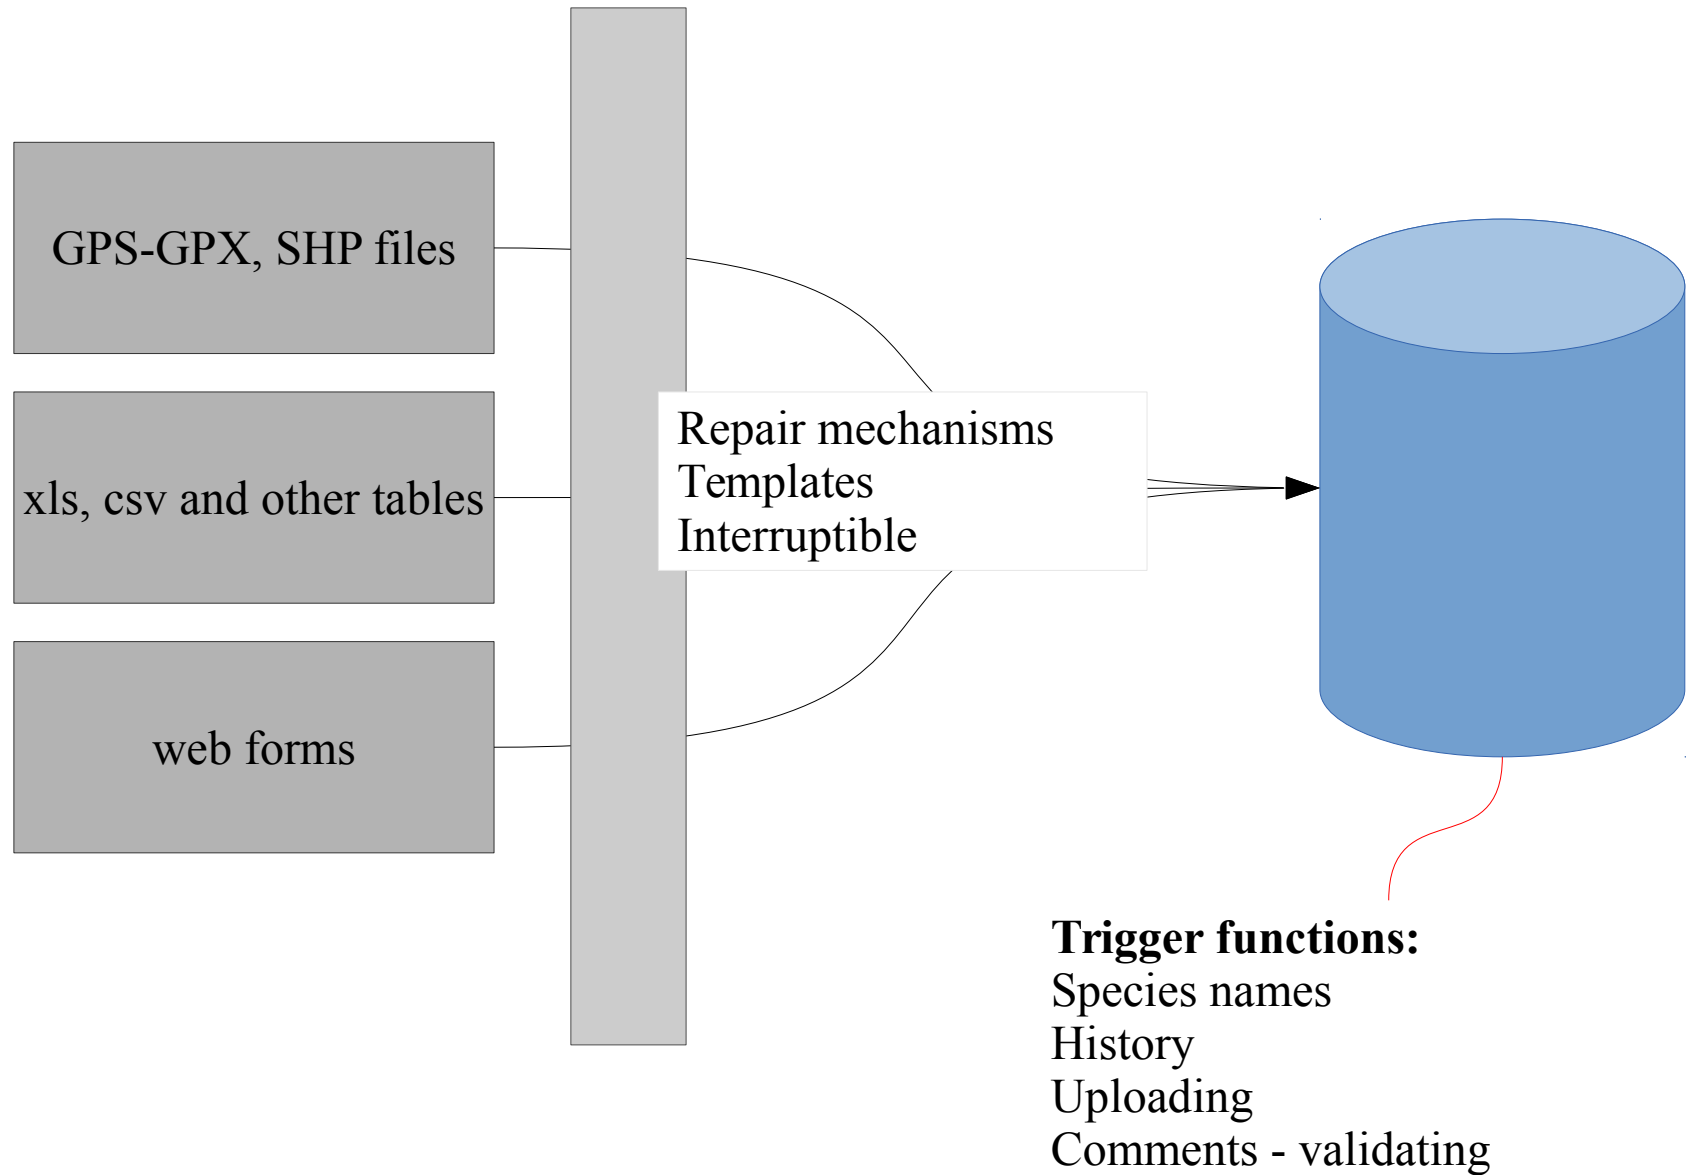 GPS-GPX, SHP files
xls, csv and other tables
web forms
Repair mechanisms
Templates
Interruptible
Trigger functions:
Species names
History
Uploading
Comments - validating